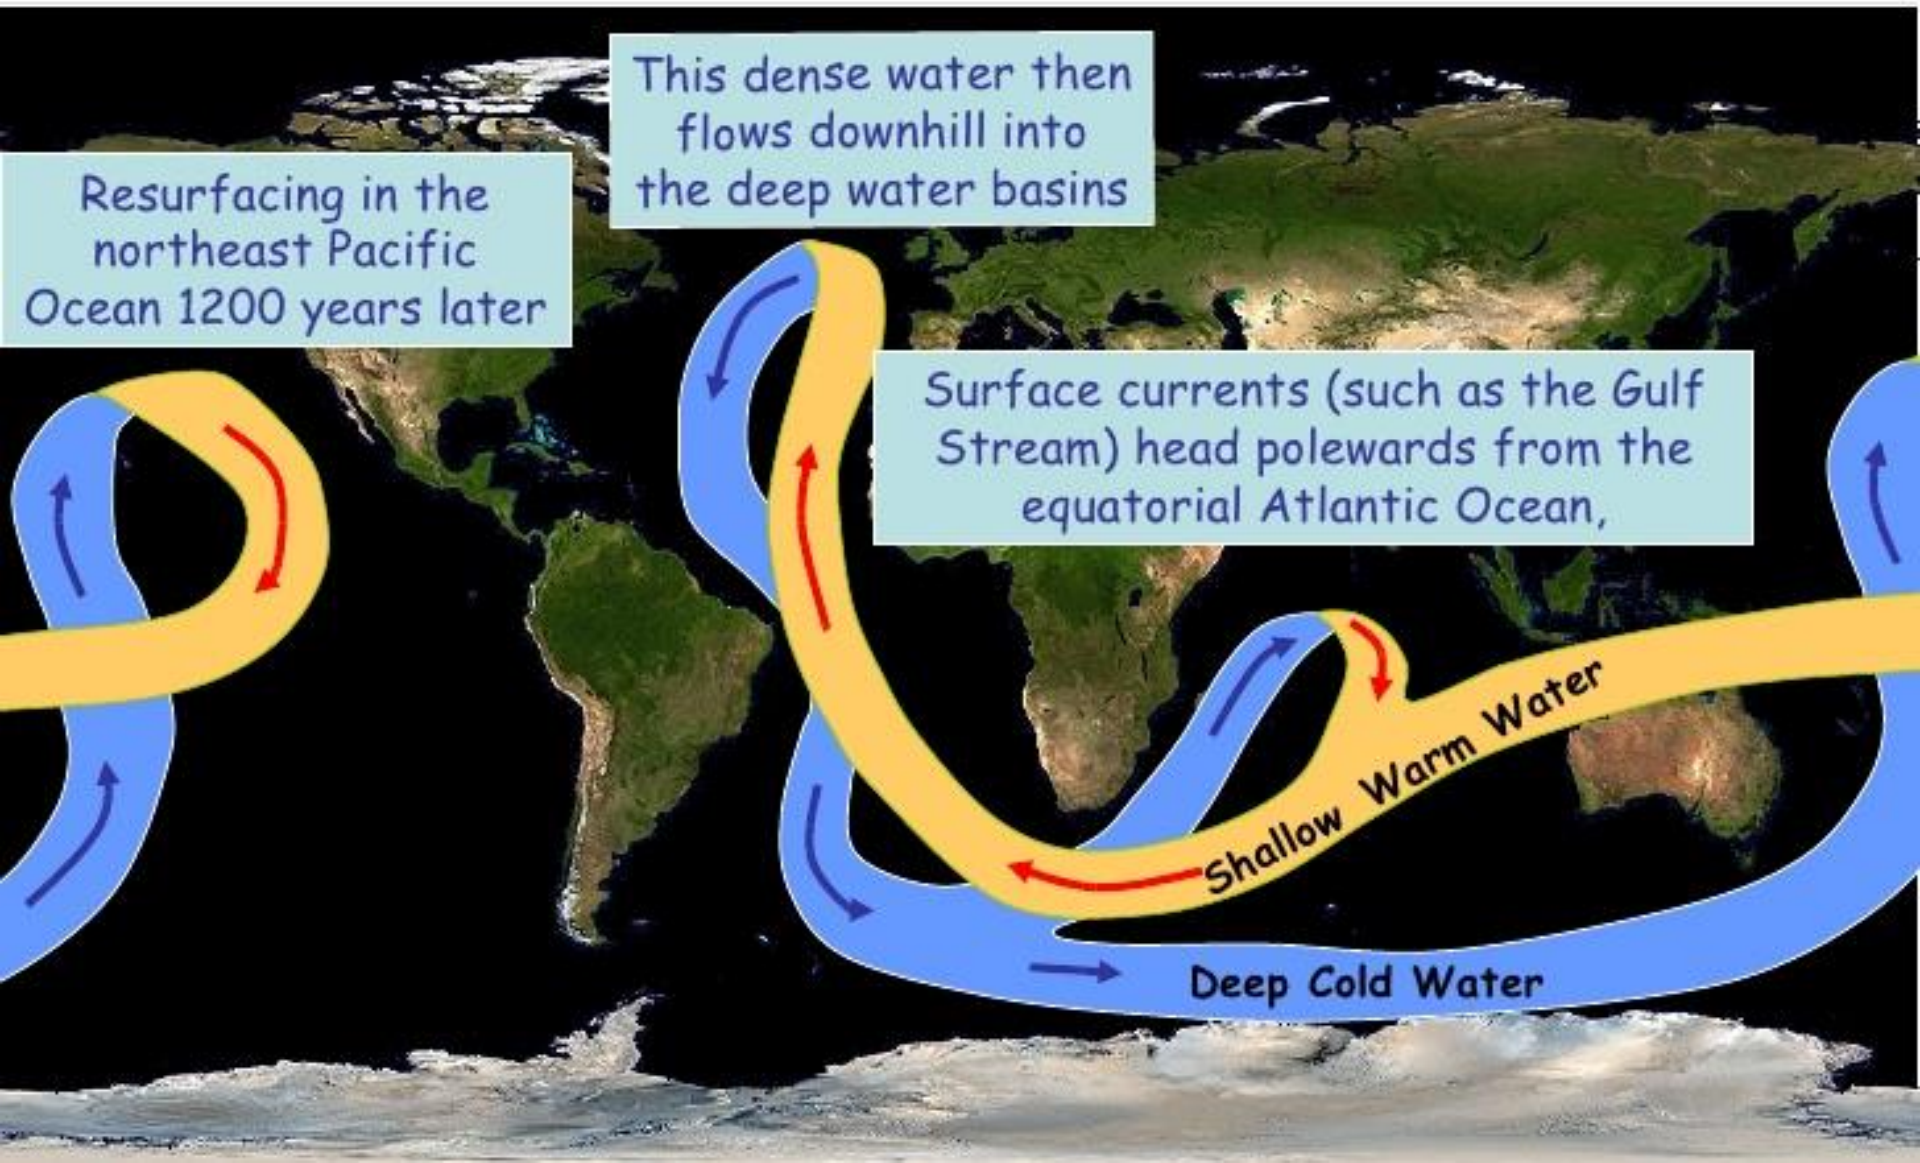 This dense water then
flows downhill into
the deep water basins
Resurfacing in the
northeast Pacific
Ocean 1200 years later
Surface currents (such as the Gulf
Stream) head polewards from the
equatorial Atlantic Ocean,
Shallow Warm Water
Deep Cold Water